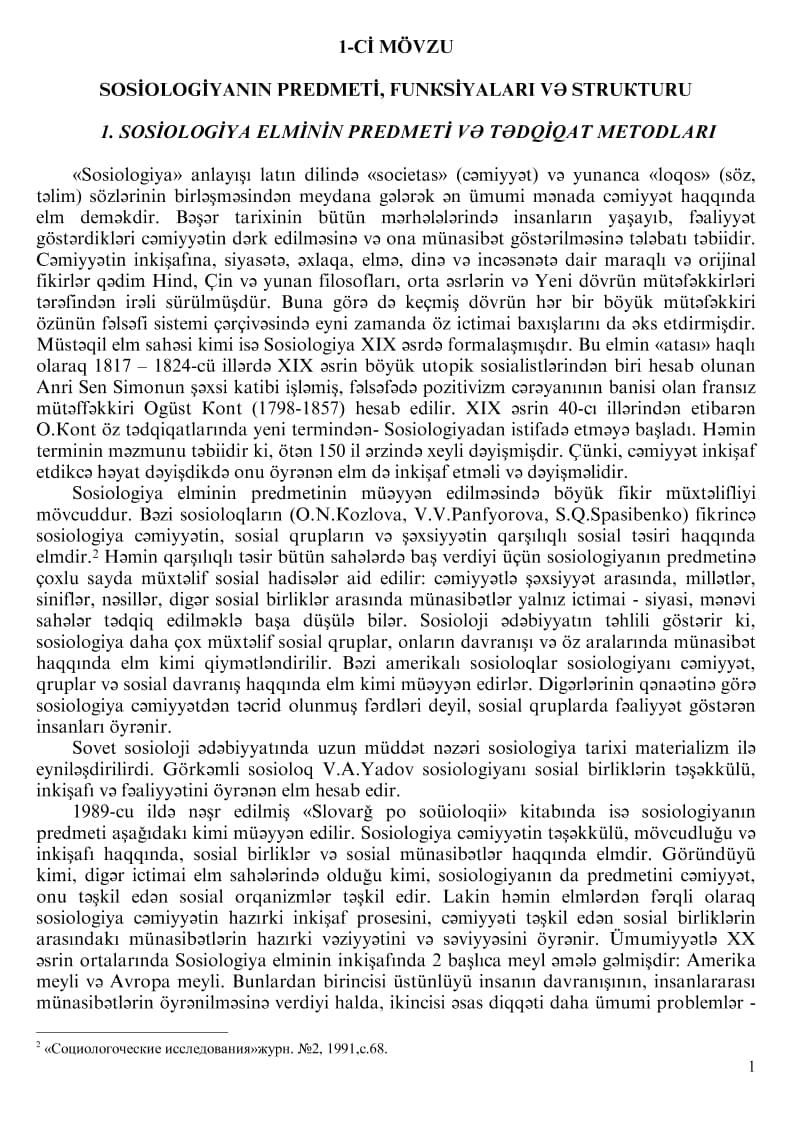 1-Cİ MÖVZU
SOSİOLOGİYANIN PREDMETİ, FUNKSİYALARI VƏ STRUKTURU
1. SOSİOLOGİYA ELMİNİN PREDMETİ VƏ TƏDQİQAT METODLARI
«Sosiologiya» anlayışı latın dilində «societas» (cəmiyyət) və yunanca «loqos» (söz,
təlim) sözlərinin birləşməsindən meydana gələrək ən ümumi mənada cəmiyyət haqqında
elm deməkdir. Bəşər tarixinin bütün mərhələlərində insanların yaşayıb, fəaliyyət
göstərdikləri cəmiyyətin dərk edilməsinə və ona münasibət göstərilməsinə tələbatı təbiidir.
Cəmiyyətin inkişafına, siyasətə, əxlaqa, elmə, dinə və incəsənətə dair maraqlı və orijinal
fikirlər qədim Hind, Çin və yunan filosofları, orta əsrlərin və Yeni dövrün mütəfəkkirləri
tərəfindən irəli sürülmüşdür. Buna görə də keçmiş dövrün hər bir böyük mütəfəkkiri
özünün fəlsəfi sistemi çərçivəsində eyni zamanda öz ictimai baxışlarını da əks etdirmişdir.
Müstəqil elm sahəsi kimi isə Sosiologiya XIX əsrdə formalaşmışdır. Bu elmin «atası» haqlı
olaraq 1817 – 1824-cü illərdə XIX əsrin böyük utopik sosialistlərindən biri hesab olunan
Anri Sen Simonun şəxsi katibi işləmiş, fəlsəfədə pozitivizm cərəyanının banisi olan fransız
mütəffəkkiri Ogüst Kont (1798-1857) hesab edilir. XIX əsrin 40-cı illərindən etibarən
O.Kont öz tədqiqatlarında yeni termindən- Sosiologiyadan istifadə etməyə başladı. Həmin
terminin məzmunu təbiidir ki, ötən 150 il ərzində xeyli dəyişmişdir. Çünki, cəmiyyət inkişaf
etdikcə həyat dəyişdikdə onu öyrənən elm də inkişaf etməli və dəyişməlidir.
Sosiologiya elminin predmetinin müəyyən edilməsində böyük fikir müxtəlifliyi
mövcuddur. Bəzi sosioloqların (O.N.Kozlova, V.V.Panfyorova, S.Q.Spasibenko) fikrincə
sosiologiya cəmiyyətin, sosial qrupların və şəxsiyyətin qarşılıqlı sosial təsiri haqqında
elmdir.2 Həmin qarşılıqlı təsir bütün sahələrdə baş verdiyi üçün sosiologiyanın predmetinə
çoxlu sayda müxtəlif sosial hadisələr aid edilir: cəmiyyətlə şəxsiyyət arasında, millətlər,
siniflər, nəsillər, digər sosial birliklər arasında münasibətlər yalnız ictimai - siyasi, mənəvi
sahələr tədqiq edilməklə başa düşülə bilər. Sosioloji ədəbiyyatın təhlili göstərir ki,
sosiologiya daha çox müxtəlif sosial qruplar, onların davranışı və öz aralarında münasibət
haqqında elm kimi qiymətləndirilir. Bəzi amerikalı sosioloqlar sosiologiyanı cəmiyyət,
qruplar və sosial davranış haqqında elm kimi müəyyən edirlər. Digərlərinin qənaətinə görə
sosiologiya cəmiyyətdən təcrid olunmuş fərdləri deyil, sosial qruplarda fəaliyyət göstərən
insanları öyrənir.
Sovet sosioloji ədəbiyyatında uzun müddət nəzəri sosiologiya tarixi materializm ilə
eyniləşdirilirdi. Görkəmli sosioloq V.A.Yadov sosiologiyanı sosial birliklərin təşəkkülü,
inkişafı və fəaliyyətini öyrənən elm hesab edir.
1989-cu ildə nəşr edilmiş «Slovarğ po soüioloqii» kitabında isə sosiologiyanın
predmeti aşağıdakı kimi müəyyən edilir. Sosiologiya cəmiyyətin təşəkkülü, mövcudluğu və
inkişafı haqqında, sosial birliklər və sosial münasibətlər haqqında elmdir. Göründüyü
kimi, digər ictimai elm sahələrində olduğu kimi, sosiologiyanın da predmetini cəmiyyət,
onu təşkil edən sosial orqanizmlər təşkil edir. Lakin həmin elmlərdən fərqli olaraq
sosiologiya cəmiyyətin hazırki inkişaf prosesini, cəmiyyəti təşkil edən sosial birliklərin
arasındakı münasibətlərin hazırki vəziyyətini və səviyyəsini öyrənir. Ümumiyyətlə XX
əsrin ortalarında Sosiologiya elminin inkişafında 2 başlıca meyl əmələ gəlmişdir: Amerika
meyli və Avropa meyli. Bunlardan birincisi üstünlüyü insanın davranışının, insanlararası
münasibətlərin öyrənilməsinə verdiyi halda, ikincisi əsas diqqəti daha ümumi problemlər -
2 «Социологоческие исследования»журн. №2, 1991,с.68.
1